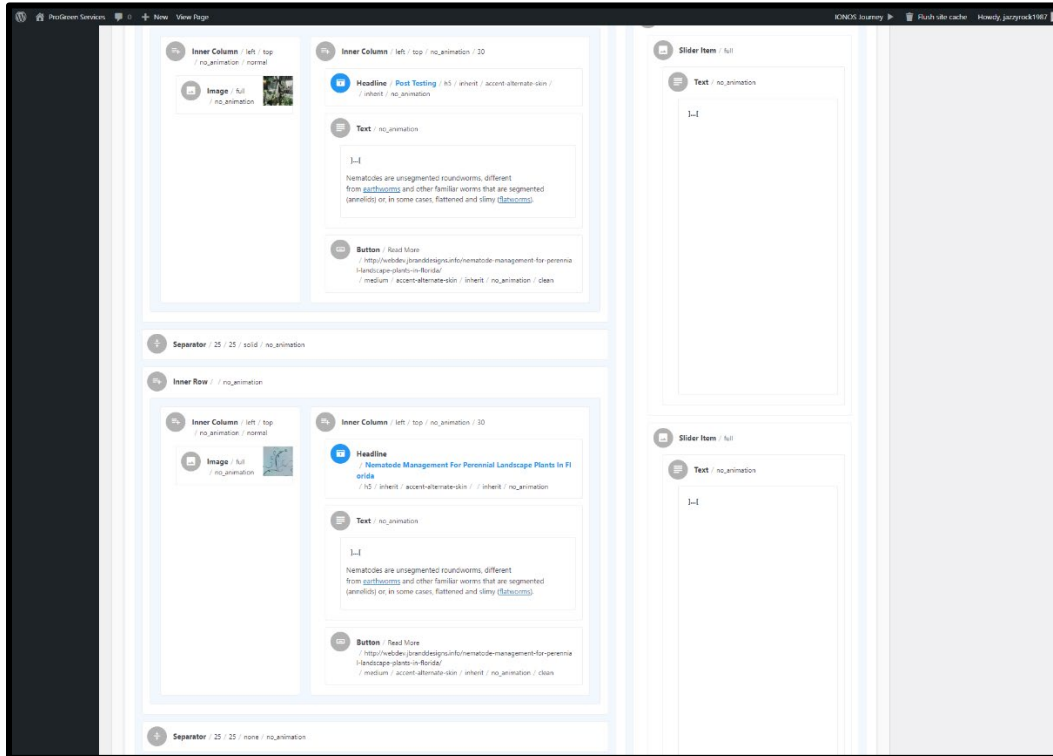 ProGreen Services 0 + New View Page IONOS Journey Flush site cache Howdy, jazzyrock1987
Inner Column / left / top
/ no_animation / normal
Image / full
/ no_animation
Inner Column / left / top / no_animation / 30
Headline / Post Testing / h5 / inherit / accent-alternate-skin /
/ inherit / no_animation
Text / no_animation
]...[
Nematodes are unsegmented roundworms, different
from earthworms and other familiar worms that are segmented
(annelids) or, in some cases, flattened and slimy (flatworms).
Button / Read More
/ http://webdev.jbranddesigns.info/nematode-management-for-perennia
l-landscape-plants-in-florida/
/ medium / accent-alternate-skin / inherit / no_animation / clean
Separator / 25 / 25 / solid / no_animation
Inner Row / / no_animation
Inner Column / left / top
/ no_animation / normal
Image / full
/ no_animation
Inner Column / left / top / no_animation / 30
Headline
/ Nematode Management For Perennial Landscape Plants In Fl
orida
/ h5 / inherit / accent-alternate-skin / / inherit / no_animation
Text / no_animation
]...[
Nematodes are unsegmented roundworms, different
from earthworms and other familiar worms that are segmented
(annelids) or, in some cases, flattened and slimy (flatworms).
Button / Read More
/ http://webdev.jbranddesigns.info/nematode-management-for-perennia
l-landscape-plants-in-florida/
/ medium / accent-alternate-skin / inherit / no_animation / clean
Separator / 25 / 25 / none / no_animation
Slider Item / full
Text / no_animation
]...[
Slider Item / full
Text / no_animation
]...[